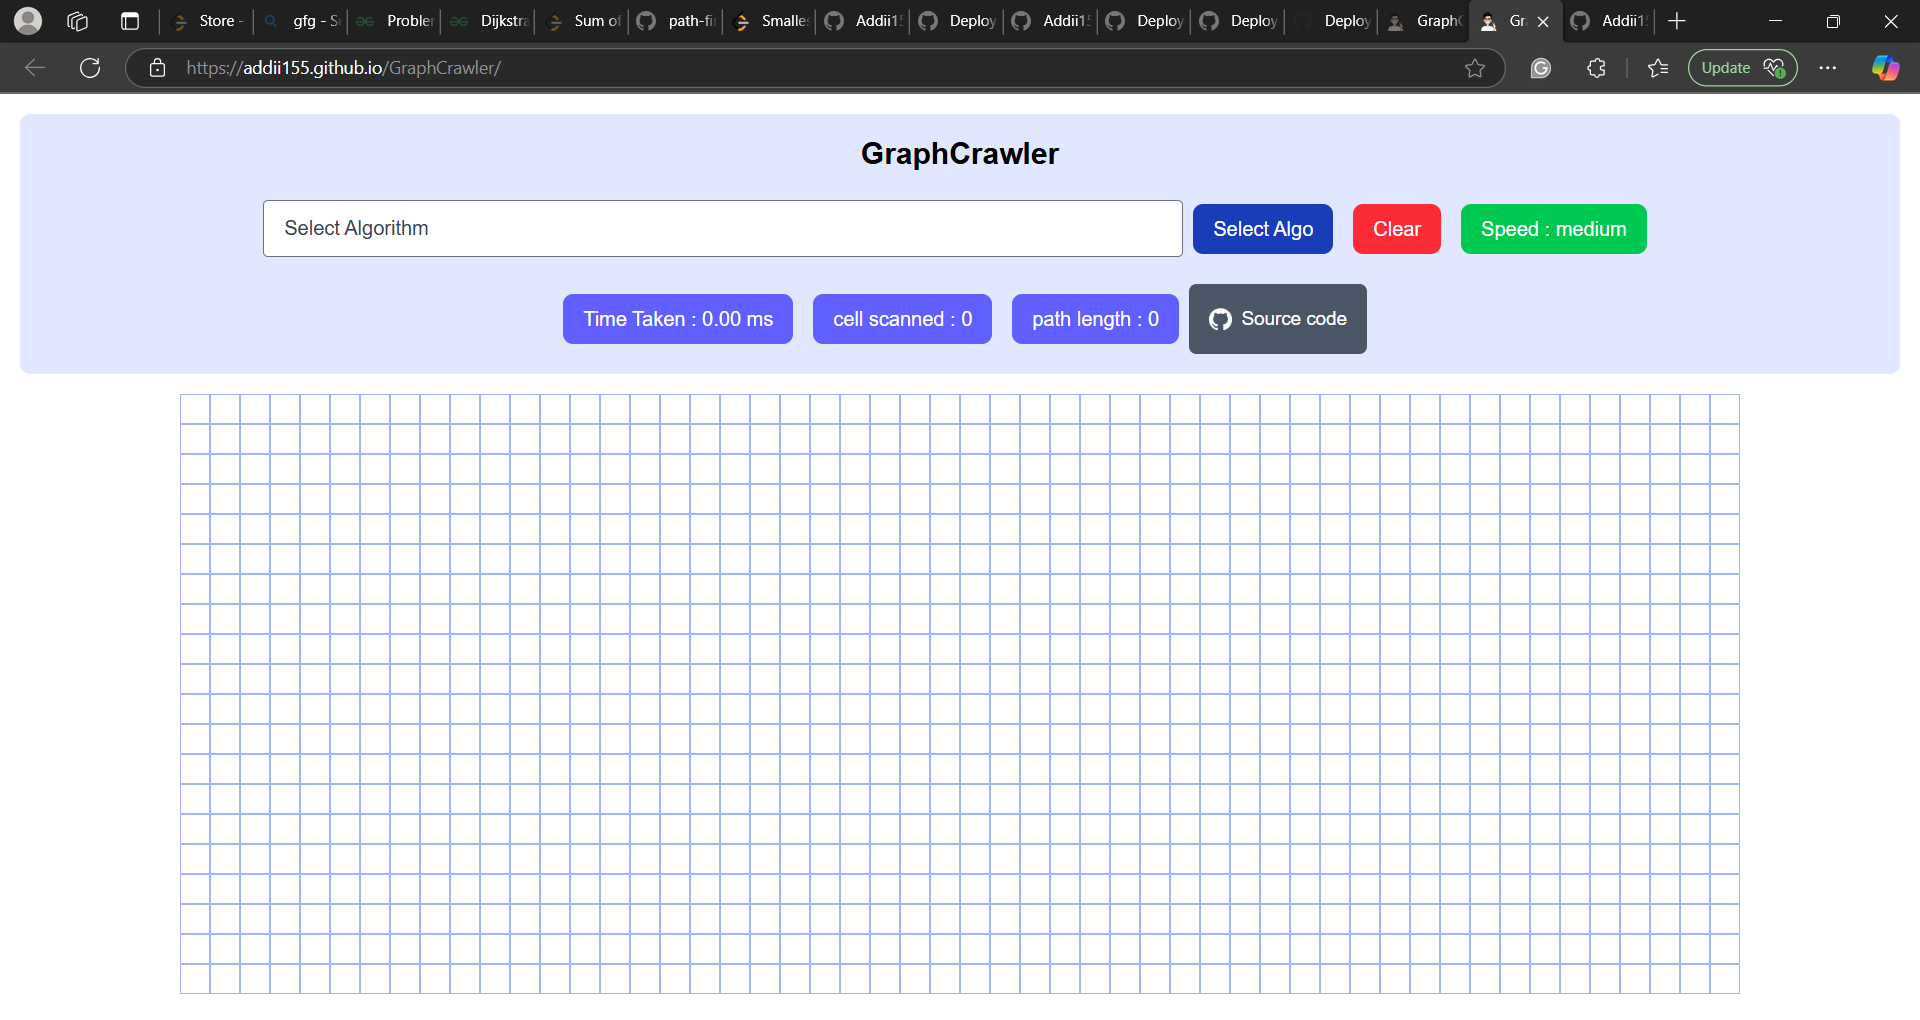 Store - gfg - S Probler Dijkstra Sum of path-fi Smalle Addii1 Deploy Addii1 Deploy Deploy Deploy Graph Gr Addii1
https://addii155.github.io/GraphCrawler/ Update
GraphCrawler
Select Algorithm Select Algo Clear Speed : medium
Time Taken : 0.00 ms cell scanned : 0 path length : 0 Source code